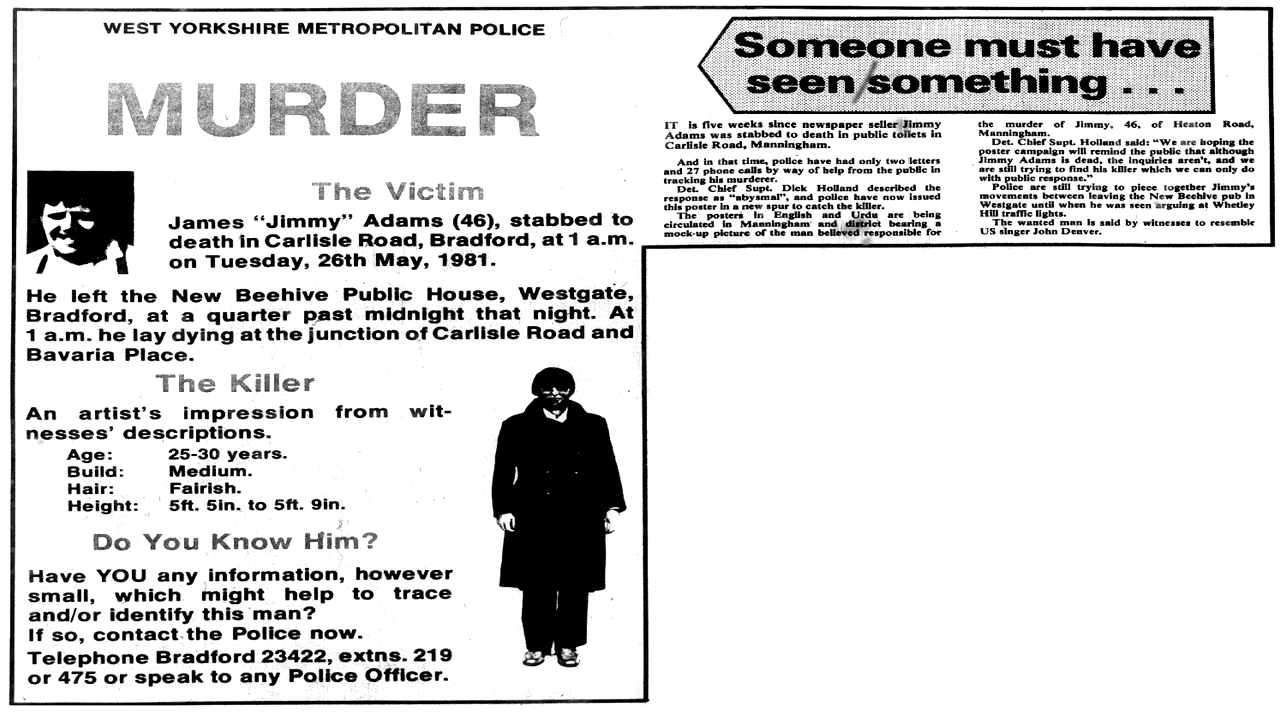 WEST YORKSHIRE METROPOLITAN POLICE
MURDER
The Victim
James "Jimmy" Adams (46), stabbed to
death in Carlisle Road, Bradford, at 1 a.m.
on Tuesday, 26th May, 1981.
He left the New Beehive Public House, Westgate,
Bradford, at a quarter past midnight that night. At
1 a.m. he lay dying at the junction of Carlisle Road and
Bavaria Place.
The Killer
An artist's impression from wit-
nesses' descriptions.
Age: 25-30 years.
Build: Medium.
Hair: Fairish.
Height: 5ft. 5in. to 5ft. 9in.
Do You Know Him?
Have YOU any information, however
small, which might help to trace
and/or identify this man?
If so, contact the Police now.
Telephone Bradford 23422, extns. 219
or 475 or speak to any Police Officer.
Someone must have
seen something . . .
IT is five weeks since newspaper seller Jimmy
Adams was stabbed to death in public toilets in
Carlisle Road, Manningham.
And in that time, police have had only two letters
and 27 phone calls by way of help from the public in
tracking his murderer.
Det. Chief Supt. Dick Holland described the
response as "abysmal", and police have now issued
this poster in a new spur to catch the killer.
The posters in English and Urdu are being
circulated in Manningham and district bearing a
mock-up picture of the man believed responsible for
the murder of Jimmy, 46, of Heaton Road,
Manningham.
Det. Chief Supt. Holland said: "We are hoping the
poster campaign will remind the public that although
Jimmy Adams is dead, the inquiries aren't, and we
are still trying to find his killer which we can only do
with public response."
Police are still trying to piece together Jimmy's
movements between leaving the New Beehive pub in
Westgate until when he was seen arguing at Whetley
Hill traffic lights.
The wanted man is said by witnesses to resemble
US singer John Denver.